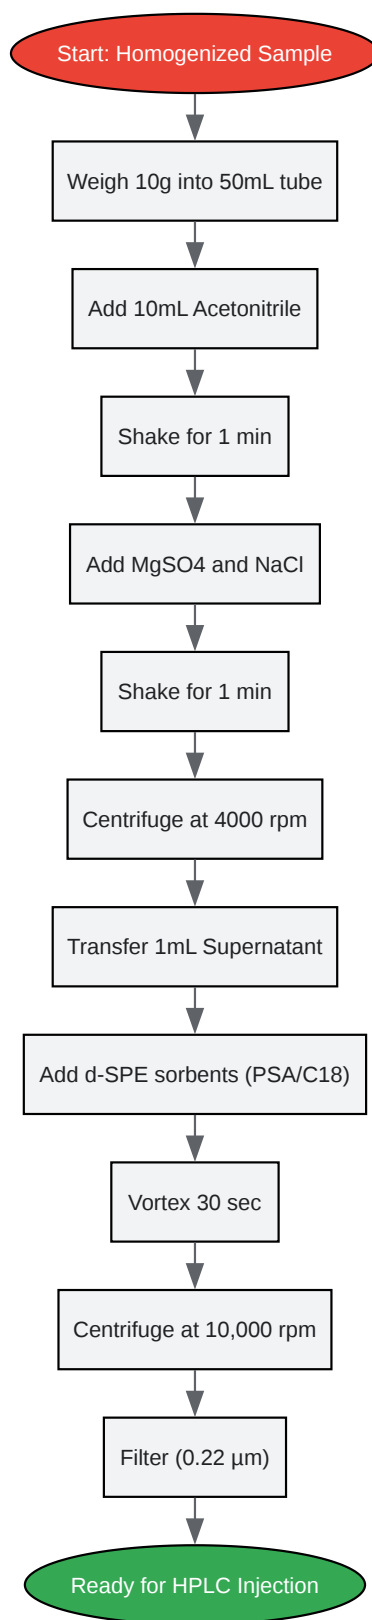 Start: Homogenized Sample
Weigh 10g into 50mL tube
Add 10mL Acetonitrile
Shake for 1 min
Add MgSO4 and NaCl
Shake for 1 min
Centrifuge at 4000 rpm
Transfer 1mL Supernatant
Add d-SPE sorbents (PSA/C18)
Vortex 30 sec
Centrifuge at 10,000 rpm
Filter (0.22 µm)
Ready for HPLC Injection